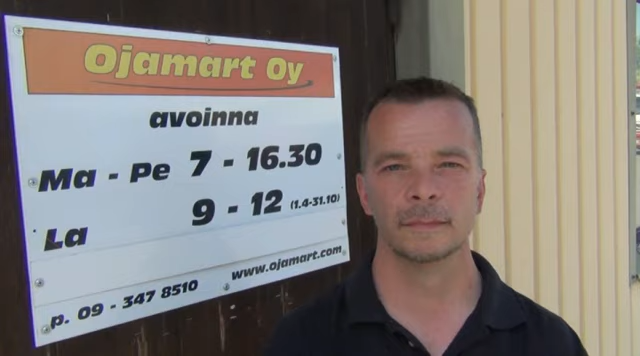 Ojamart Oy
avoinna
Ma - Pe 7 - 16.30
La 9 - 12 (1.4-31.10)
www.ojamart.com
p. 09 - 347 8510